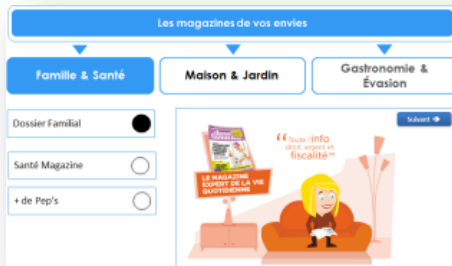 Les magazines de vos envies
Famille & Santé
Maison & Jardin
Gastronomie &
Évasion
Dossier Familial
Santé Magazine
+ de Pep's
Suivant
“ Toute l'info
droit, argent et
fiscalité ”
LE MAGAZINE
EXPERT DE LA VIE
QUOTIDIENNE